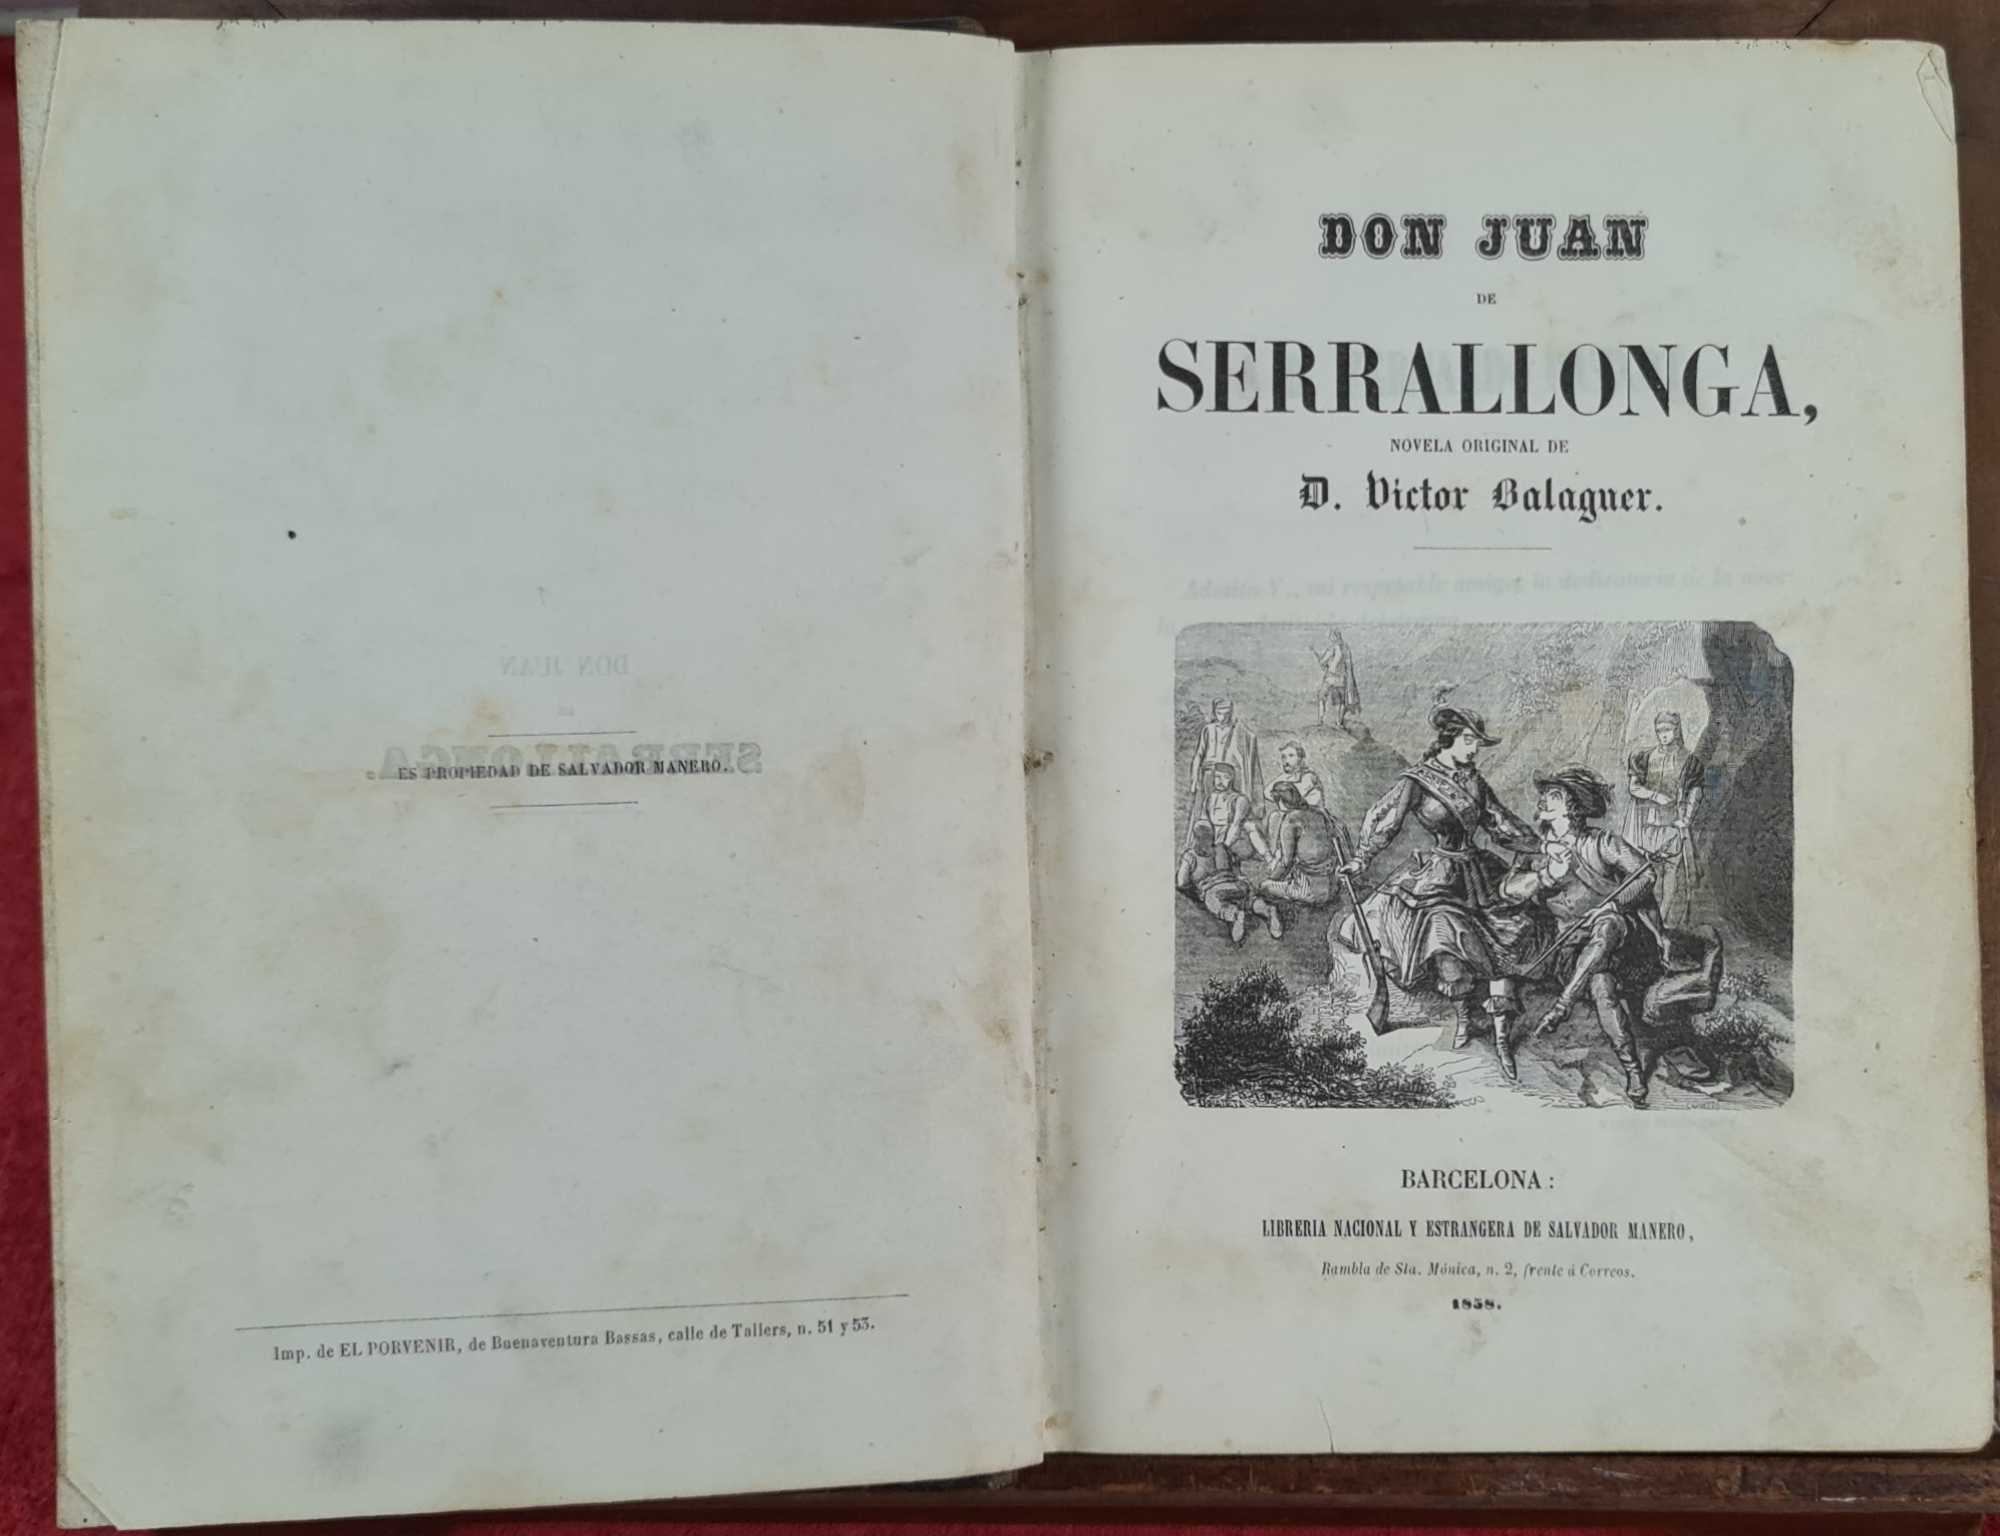 ES PROPIEDAD DE SALVADOR MANERO.
Imp. de EL PORVENIR, de Buenaventura Bassas, calle de Tallers, n. 51 y 53.
DON JUAN
DE
SERRALLONGA,
NOVELA ORIGINAL DE
D. Victor Balaguer.
BARCELONA:
LIBRERIA NACIONAL Y ESTRANGERA DE SALVADOR MANERO,
Rambla de Sta. Mónica, n. 2, frente á Correos.
1858.